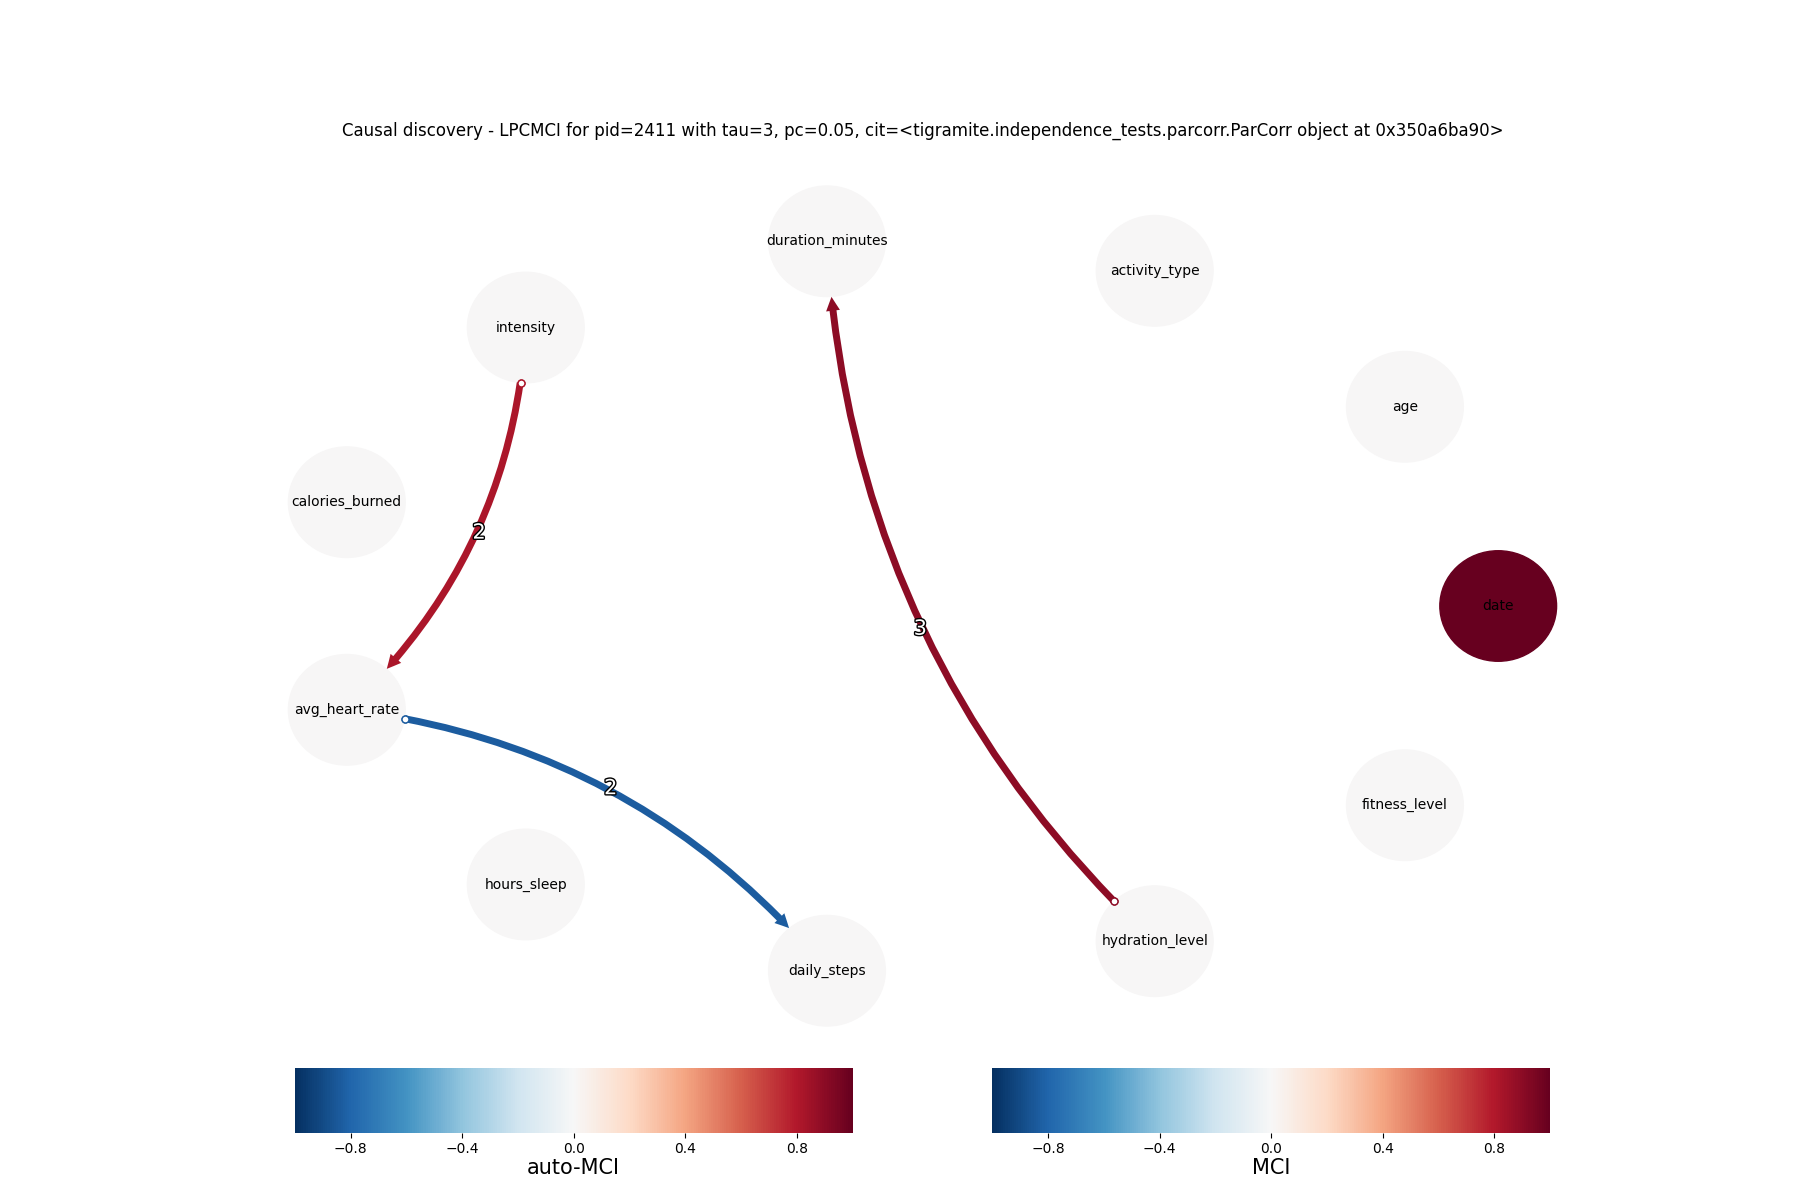 Causal discovery - LPCMCI for pid=2411 with tau=3, pc=0.05, cit=<tigramite.independence_tests.parcorr.ParCorr object at 0x350a6ba90>
duration_minutes
activity_type
intensity
age
calories_burned
2
date
3
avg_heart_rate
2
fitness_level
hours_sleep
hydration_level
daily_steps
−0.8 −0.4 0.0 0.4 0.8
auto-MCI
−0.8 −0.4 0.0 0.4 0.8
MCI